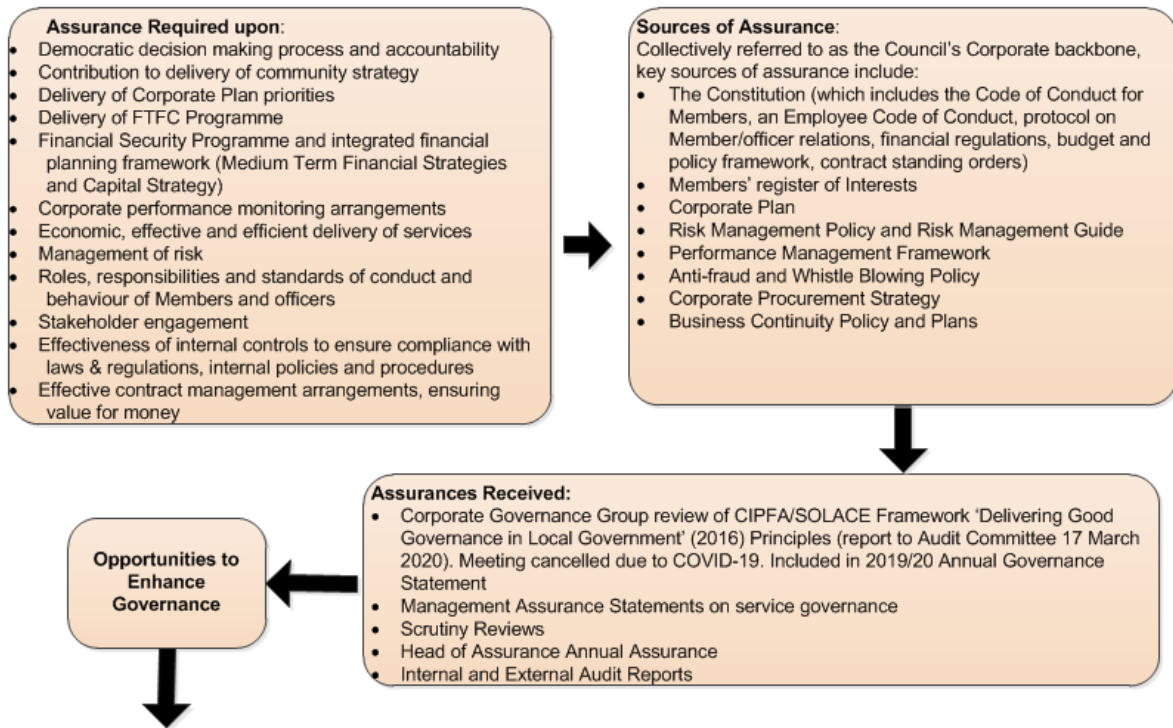 Assurance Required upon:
• Democratic decision making process and accountability
• Contribution to delivery of community strategy
• Delivery of Corporate Plan priorities
• Delivery of FTFC Programme
• Financial Security Programme and integrated financial
planning framework (Medium Term Financial Strategies
and Capital Strategy)
• Corporate performance monitoring arrangements
• Economic, effective and efficient delivery of services
• Management of risk
• Roles, responsibilities and standards of conduct and
behaviour of Members and officers
• Stakeholder engagement
• Effectiveness of internal controls to ensure compliance with
laws & regulations, internal policies and procedures
• Effective contract management arrangements, ensuring
value for money
Sources of Assurance:
Collectively referred to as the Council's Corporate backbone,
key sources of assurance include:
• The Constitution (which includes the Code of Conduct for
Members, an Employee Code of Conduct, protocol on
Member/officer relations, financial regulations, budget and
policy framework, contract standing orders)
• Members' register of Interests
• Corporate Plan
• Risk Management Policy and Risk Management Guide
• Performance Management Framework
• Anti-fraud and Whistle Blowing Policy
• Corporate Procurement Strategy
• Business Continuity Policy and Plans
Assurances Received:
• Corporate Governance Group review of CIPFA/SOLACE Framework 'Delivering Good
Governance in Local Government' (2016) Principles (report to Audit Committee 17 March
2020). Meeting cancelled due to COVID-19. Included in 2019/20 Annual Governance
Statement
• Management Assurance Statements on service governance
• Scrutiny Reviews
• Head of Assurance Annual Assurance
• Internal and External Audit Reports
Opportunities to
Enhance
Governance